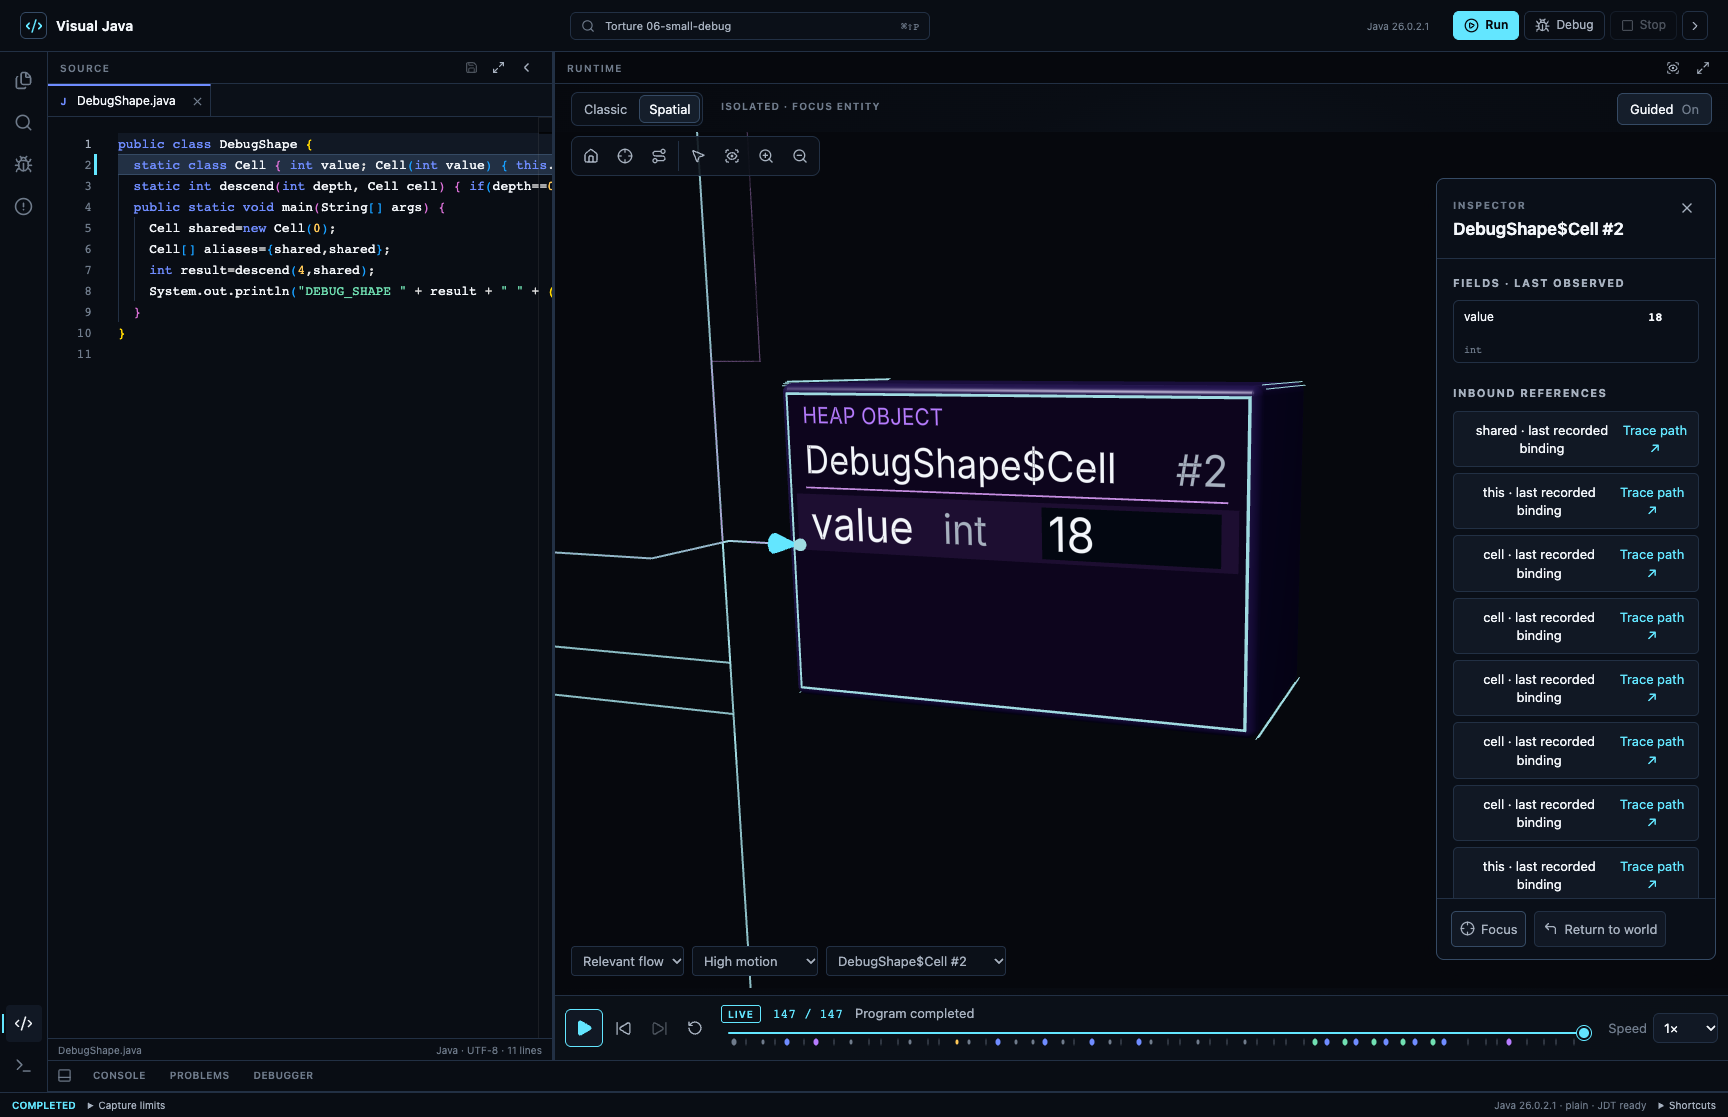 Visual Java
Torture 06-small-debug
⌘⇧P
Java 26.0.2.1
Run
Debug
Stop
SOURCE
J DebugShape.java
1 public class DebugShape {
2 static class Cell { int value; Cell(int value) { this.
3 static int descend(int depth, Cell cell) { if(depth==0
4 public static void main(String[] args) {
5 Cell shared=new Cell(0);
6 Cell[] aliases={shared,shared};
7 int result=descend(4,shared);
8 System.out.println("DEBUG_SHAPE " + result + " " + (
9 }
10 }
11
DebugShape.java
Java · UTF-8 · 11 lines
RUNTIME
Classic
Spatial
ISOLATED · FOCUS ENTITY
Guided On
HEAP OBJECT
DebugShape$Cell #2
value int 18
INSPECTOR
DebugShape$Cell #2
FIELDS · LAST OBSERVED
value 18
int
INBOUND REFERENCES
shared · last recorded binding Trace path ↗
this · last recorded binding Trace path ↗
cell · last recorded binding Trace path ↗
cell · last recorded binding Trace path ↗
cell · last recorded binding Trace path ↗
cell · last recorded binding Trace path ↗
cell · last recorded binding Trace path ↗
this · last recorded binding Trace path ↗
Focus
Return to world
Relevant flow
High motion
DebugShape$Cell #2
LIVE 147 / 147 Program completed
Speed 1×
CONSOLE
PROBLEMS
DEBUGGER
COMPLETED
Capture limits
Java 26.0.2.1 · plain · JDT ready
Shortcuts